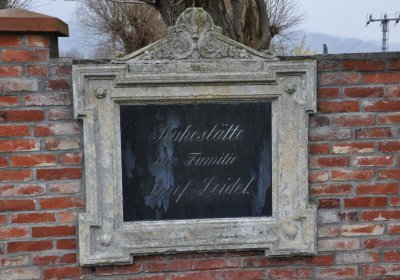 Ruhestätte
der Familie
Josef Seidel.